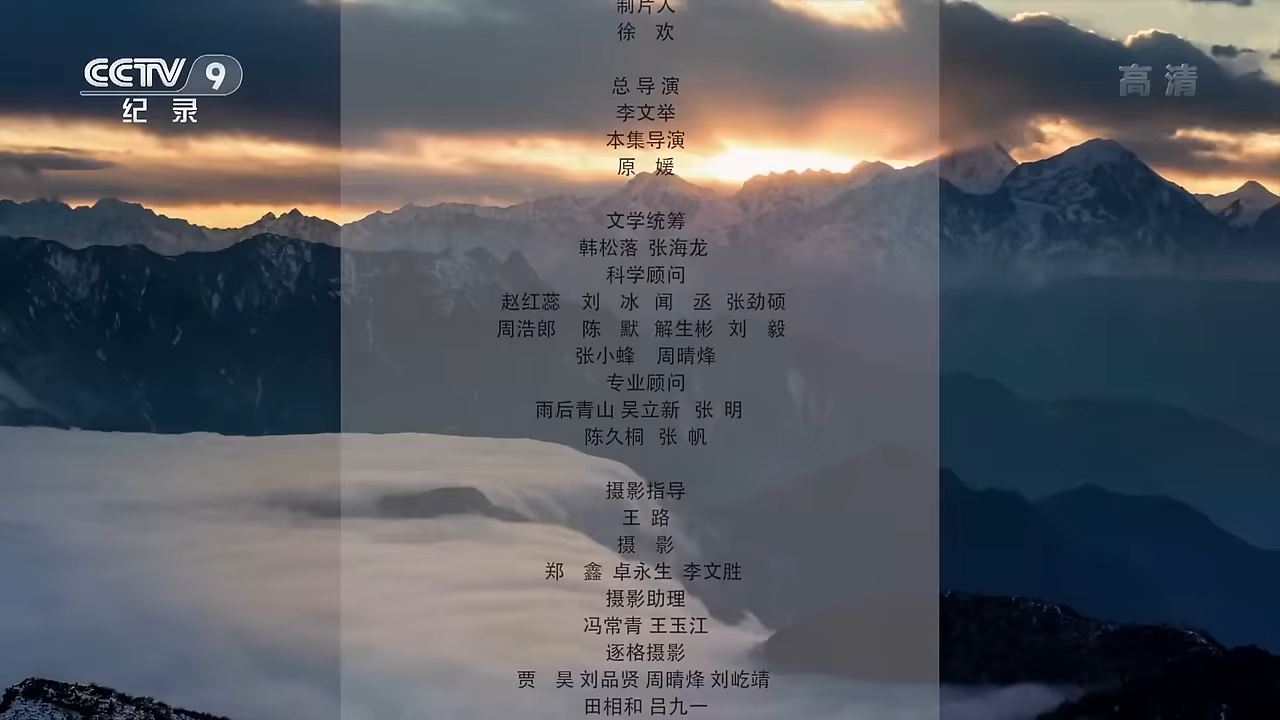 制片人
徐 欢
CCTV 9
纪 录
高 清
总 导 演
李文举
本集导演
原 媛
文学统筹
韩松落 张海龙
科学顾问
赵红蕊 刘 冰 闻 丞 张劲硕
周浩郎 陈 默 解生彬 刘 毅
张小蜂 周晴烽
专业顾问
雨后青山 吴立新 张 明
陈久桐 张 帆
摄影指导
王 路
摄 影
郑 鑫 卓永生 李文胜
摄影助理
冯常青 王玉江
逐格摄影
贾 昊 刘品贤 周晴烽 刘屹靖
田相和 吕九一